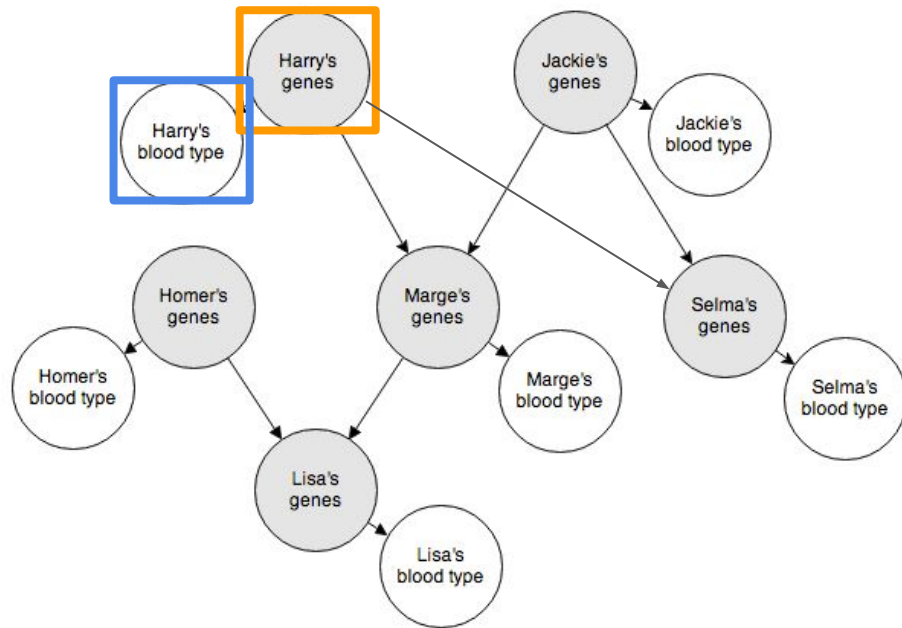 Harry's
genes
Jackie's
genes
Harry's
blood type
Jackie's
blood type
Homer's
genes
Marge's
genes
Selma's
genes
Homer's
blood type
Marge's
blood type
Selma's
blood type
Lisa's
genes
Lisa's
blood type